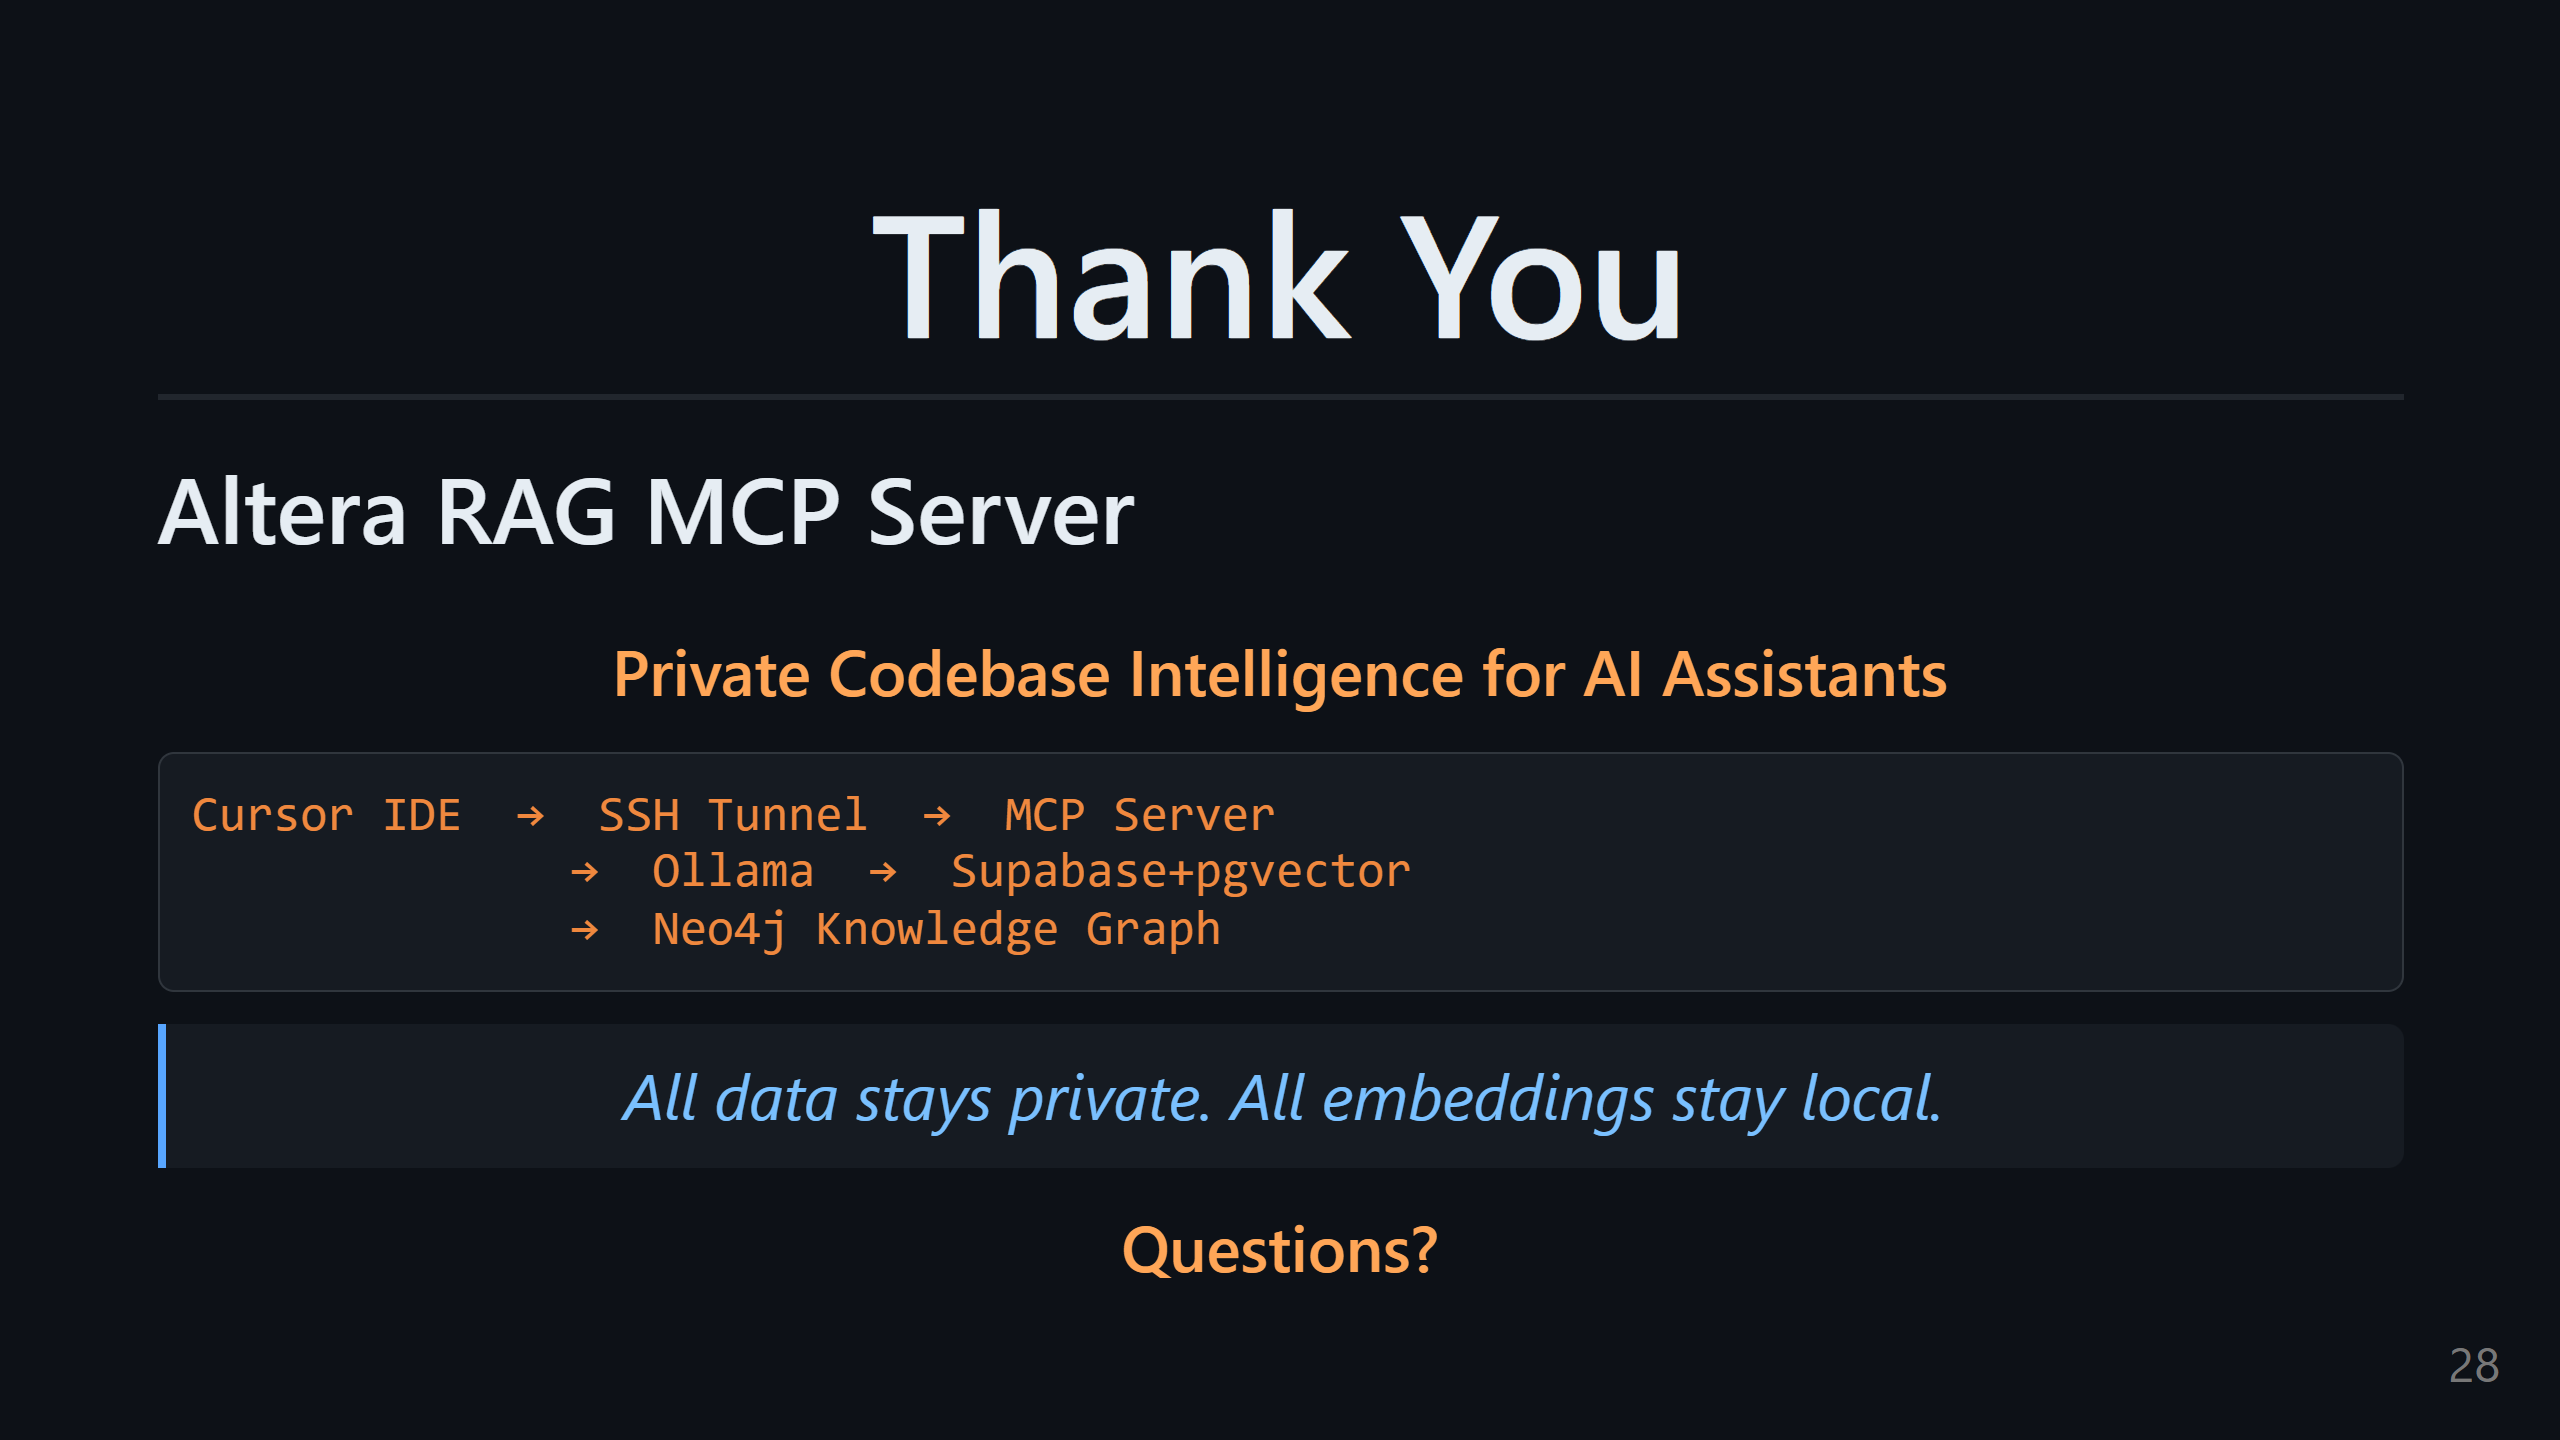 Thank You
Altera RAG MCP Server
Private Codebase Intelligence for AI Assistants
Cursor IDE → SSH Tunnel → MCP Server
→ Ollama → Supabase+pgvector
→ Neo4j Knowledge Graph
All data stays private. All embeddings stay local.
Questions?
28